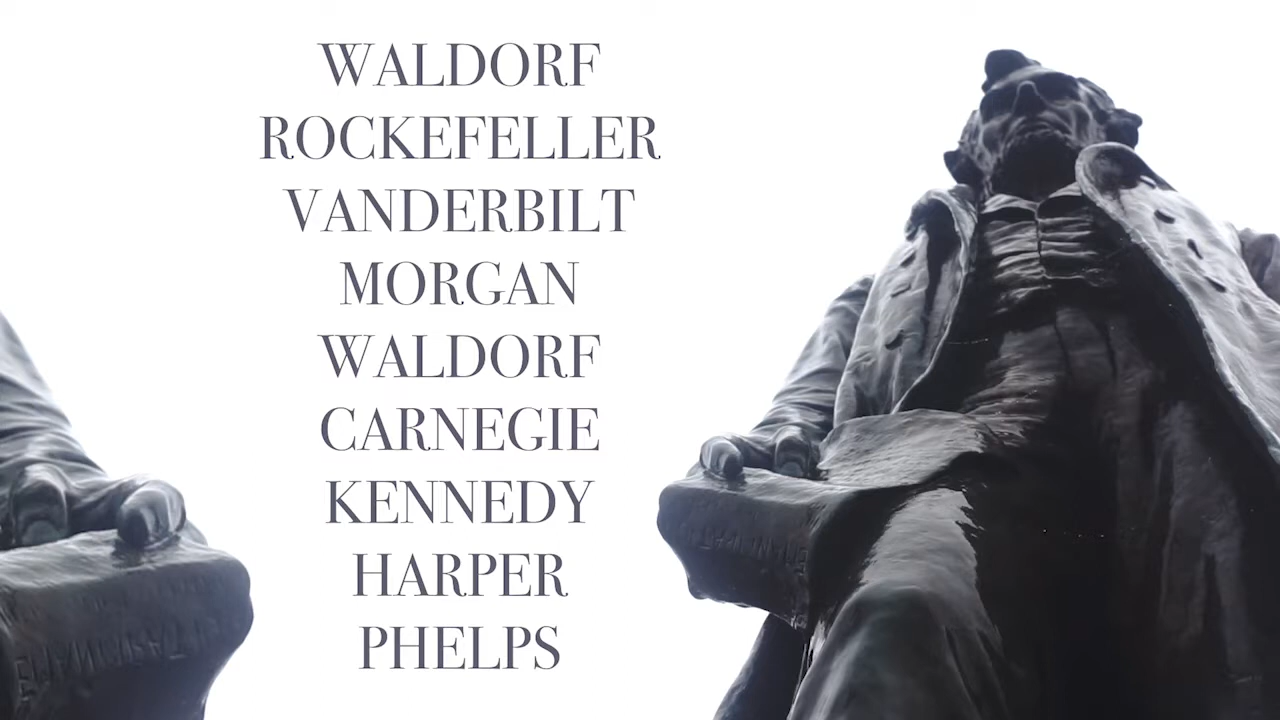 WALDORF
ROCKEFELLER
VANDERBILT
MORGAN
WALDORF
CARNEGIE
KENNEDY
HARPER
PHELPS